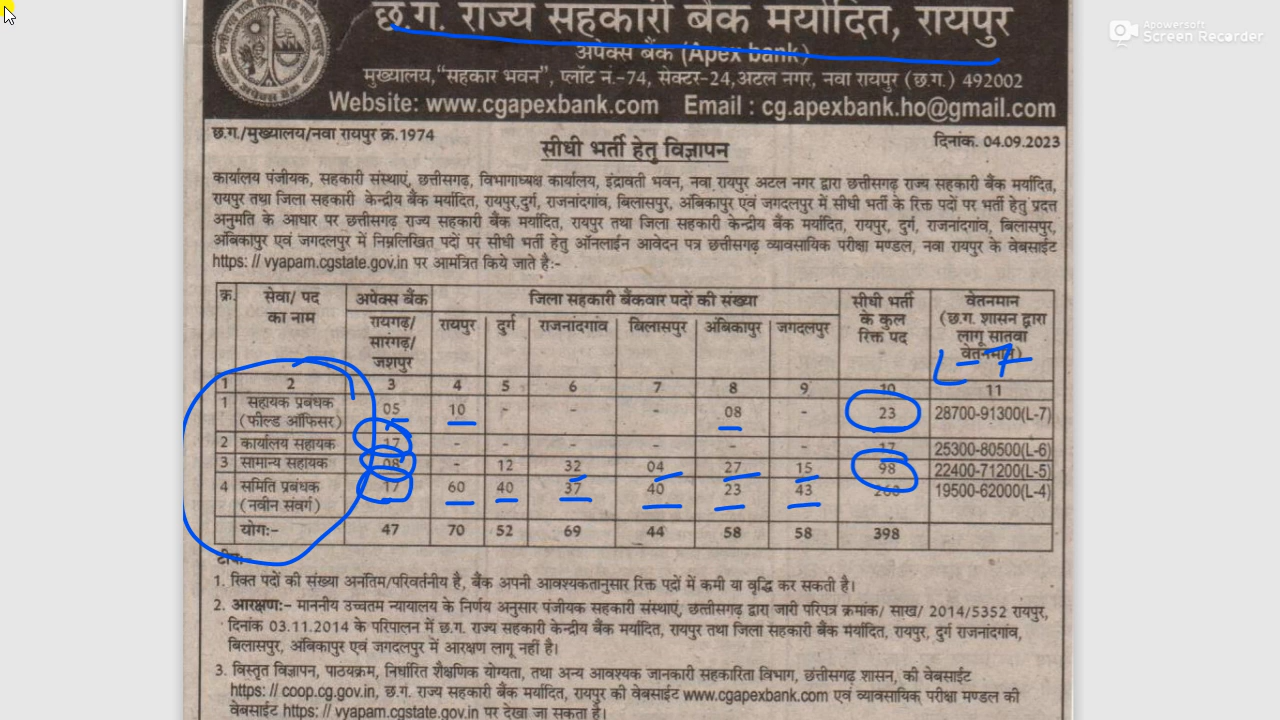 Apowersoft
Screen Recorder
छ.ग. राज्य सहकारी बैंक मर्यादित, रायपुर
अपेक्स बैंक (Apex bank)
मुख्यालय,"सहकार भवन", प्लॉट नं.-74, सेक्टर-24,अटल नगर, नवा रायपुर (छ.ग.) 492002
Website: www.cgapexbank.com Email : cg.apexbank.ho@gmail.com
छ.ग./मुख्यालय/नवा रायपुर क्र.1974 दिनांक. 04.09.2023
सीधी भर्ती हेतु विज्ञापन
कार्यालय पंजीयक, सहकारी संस्थाएं, छत्तीसगढ़, विभागाध्यक्ष कार्यालय, इंद्रावती भवन, नवा रायपुर अटल नगर द्वारा छत्तीसगढ़ राज्य सहकारी बैंक मर्यादित,
रायपुर तथा जिला सहकारी केन्द्रीय बैंक मर्यादित, रायपुर,दुर्ग, राजनांदगांव, बिलासपुर, अंबिकापुर एवं जगदलपुर में सीधी भर्ती के रिक्त पदों पर भर्ती हेतु प्रदत्त
अनुमति के आधार पर छत्तीसगढ़ राज्य सहकारी बैंक मर्यादित, रायपुर तथा जिला सहकारी केन्द्रीय बैंक मर्यादित, रायपुर, दुर्ग, राजनांदगांव, बिलासपुर,
अंबिकापुर एवं जगदलपुर में निम्नलिखित पदों पर सीधी भर्ती हेतु ऑनलाईन आवेदन पत्र छत्तीसगढ़ व्यावसायिक परीक्षा मण्डल, नवा रायपुर के वेबसाईट
https: // vyapam.cgstate.gov.in पर आमंत्रित किये जाते है:-
क्र. सेवा/ पद का नाम अपेक्स बैंक जिला सहकारी बैंकवार पदों की संख्या सीधी भर्ती के कुल रिक्त पद वेतनमान (छ.ग. शासन द्वारा लागू सातवा वेतनमान)
रायगढ़/ सारंगढ़/ जशपुर रायपुर दुर्ग राजनांदगांव बिलासपुर अंबिकापुर जगदलपुर
L-7
1 2 3 4 5 6 7 8 9 10 11
1 सहायक प्रबंधक (फील्ड ऑफिसर) 05 10 - - - 08 - 23 28700-91300(L-7)
2 कार्यालय सहायक 17 - - - - - - 17 25300-80500(L-6)
3 सामान्य सहायक 08 - 12 32 04 27 15 98 22400-71200(L-5)
4 समिति प्रबंधक (नवीन संवर्ग) 17 60 40 37 40 23 43 260 19500-62000(L-4)
योग:- 47 70 52 69 44 58 58 398
टीप:-
1. रिक्त पदों की संख्या अनंतिम/परिवर्तनीय है, बैंक अपनी आवश्यकतानुसार रिक्त पदों में कमी या वृद्धि कर सकती है।
2. आरक्षण:- माननीय उच्चतम न्यायालय के निर्णय अनुसार पंजीयक सहकारी संस्थाएं, छत्तीसगढ़ द्वारा जारी परिपत्र क्रमांक/ साख/ 2014/5352 रायपुर,
दिनांक 03.11.2014 के परिपालन में छ.ग. राज्य सहकारी केन्द्रीय बैंक मर्यादित, रायपुर तथा जिला सहकारी बैंक मर्यादित, रायपुर, दुर्ग राजनांदगांव,
बिलासपुर, अंबिकापुर एवं जगदलपुर में आरक्षण लागू नहीं है।
3. विस्तृत विज्ञापन, पाठ्यक्रम, निर्धारित शैक्षणिक योग्यता, तथा अन्य आवश्यक जानकारी सहकारिता विभाग, छत्तीसगढ़ शासन, की वेबसाईट
https: // coop.cg.gov.in, छ.ग. राज्य सहकारी बैंक मर्यादित, रायपुर की वेबसाईट www.cgapexbank.com एवं व्यावसायिक परीक्षा मण्डल की
वेबसाईट https: // vyapam.cgstate.gov.in पर देखा जा सकता है।